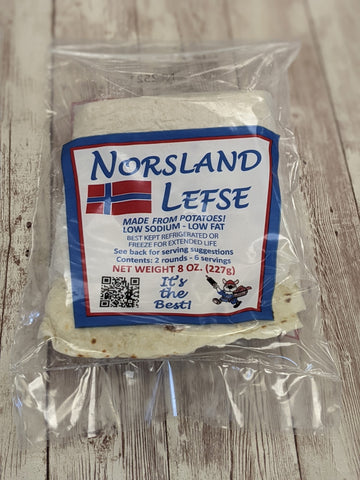 NORSLAND
LEFSE
MADE FROM POTATOES!
LOW SODIUM - LOW FAT
BEST KEPT REFRIGERATED OR
FREEZE FOR EXTENDED LIFE
See back for serving suggestions
Contents: 2 rounds - 6 servings
NET WEIGHT 8 OZ. (227g)
It's
the
Best!